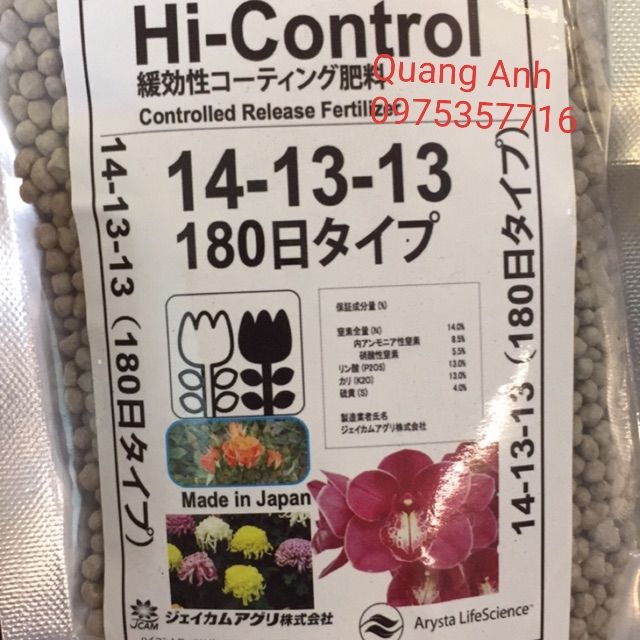 Hi-Control
緩効性コーティング肥料
Controlled Release Fertilizer
Quang Anh
0975357716
14-13-13
180日タイプ
14-13-13（180日タイプ）
14-13-13（180日タイプ）
保証成分量 (%)
窒素全量 (N) 14.0%
内アンモニア性窒素 8.5%
硝酸性窒素 5.5%
リン酸 (P2O5) 13.0%
カリ (K2O) 13.0%
硫黄 (S) 4.0%
製造業者氏名
ジェイカムアグリ株式会社
Made in Japan
JCAM
ジェイカムアグリ株式会社
Arysta LifeScience™